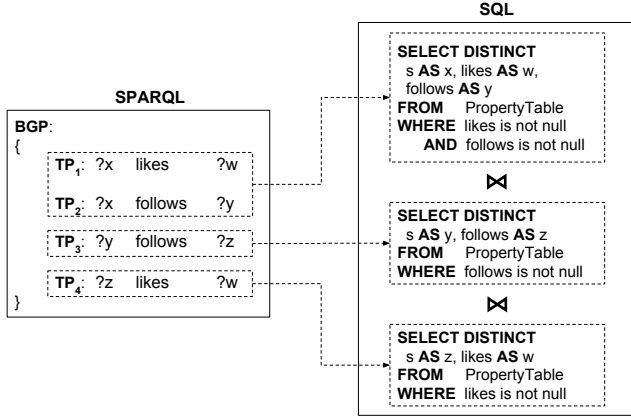 SQL
SELECT DISTINCT
s AS x, likes AS w,
follows AS y
FROM PropertyTable
WHERE likes is not null
AND follows is not null
⋈
SELECT DISTINCT
s AS y, follows AS z
FROM PropertyTable
WHERE follows is not null
⋈
SELECT DISTINCT
s AS z, likes AS w
FROM PropertyTable
WHERE likes is not null
SPARQL
BGP:
{
TP1: ?x likes ?w
TP2: ?x follows ?y
TP3: ?y follows ?z
TP4: ?z likes ?w
}